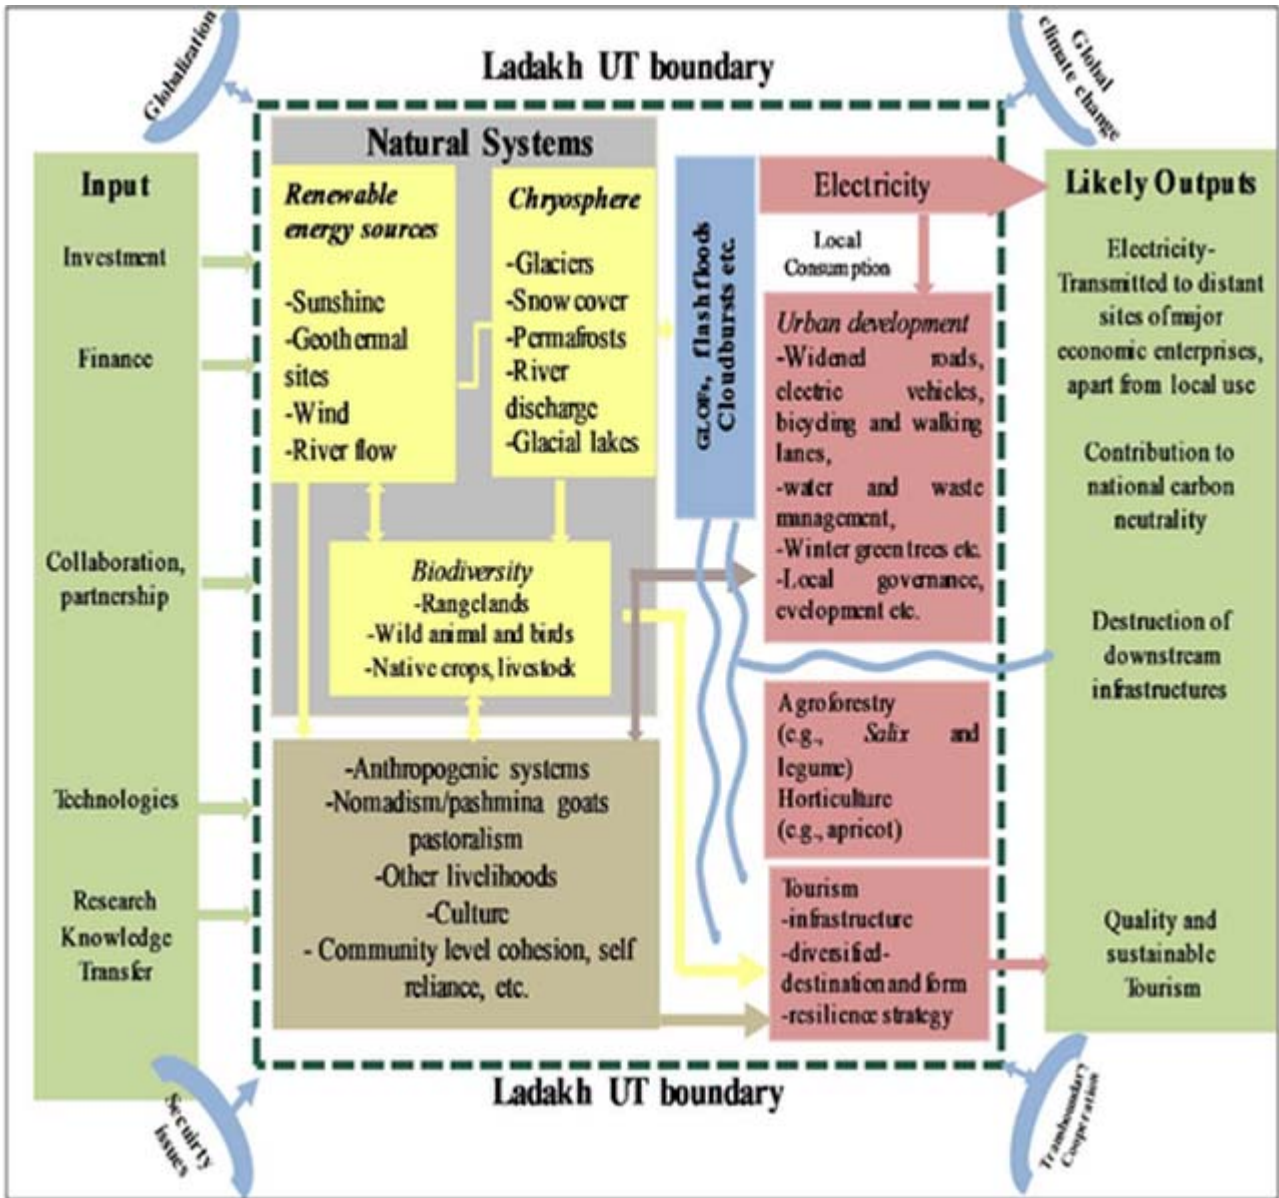 Globalization
Global
climate change
Ladakh UT boundary
Input
Investment
Finance
Collaboration,
partnership
Technologies
Research
Knowledge
Transfer
Natural Systems
Renewable
energy sources
-Sunshine
-Geothermal
sites
-Wind
-River flow
Chryosphere
-Glaciers
-Snow cover
-Permafrosts
-River
discharge
-Glacial lakes
Biodiversity
-Rangelands
-Wild animal and birds
-Native crops, livestock
-Anthropogenic systems
-Nomadism/pashmina goats
pastoralism
-Other livelihoods
-Culture
- Community level cohesion, self
reliance, etc.
GLOFs, flashfloods
Cloudbursts etc.
Electricity
Local
Consumption
Urban development
-Widened roads,
electric vehicles,
bicycling and walking
lanes,
-water and waste
management,
-Winter green trees etc.
-Local governance,
evelopment etc.
Agroforestry
(e.g., Salix and
legume)
Horticulture
(e.g., apricot)
Tourism
-infrastructure
-diversified-
destination and form
-resilience strategy
Likely Outputs
Electricity-
Transmitted to distant
sites of major
economic enterprises,
apart from local use
Contribution to
national carbon
neutrality
Destruction of
downstream
infrastructures
Quality and
sustainable
Tourism
Ladakh UT boundary
Secuirty
issues
Transboundary
Cooperation